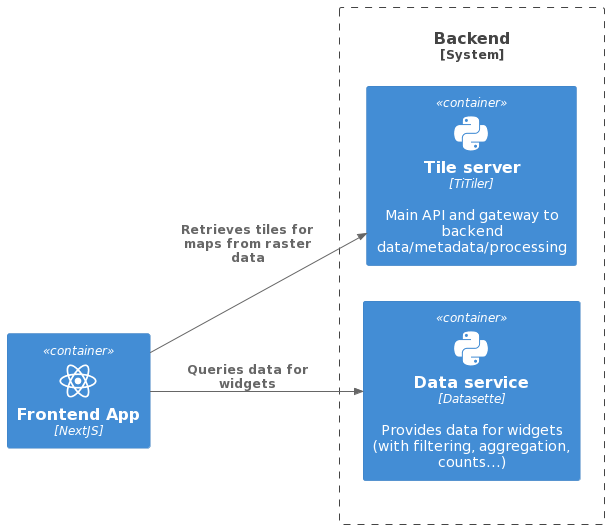 Backend
[System]
«container»
Tile server
[TiTiler]
Main API and gateway to
backend
data/metadata/processing
Retrieves tiles for
maps from raster
data
«container»
Frontend App
[NextJS]
Queries data for
widgets
«container»
Data service
[Datasette]
Provides data for widgets
(with filtering, aggregation,
counts...)